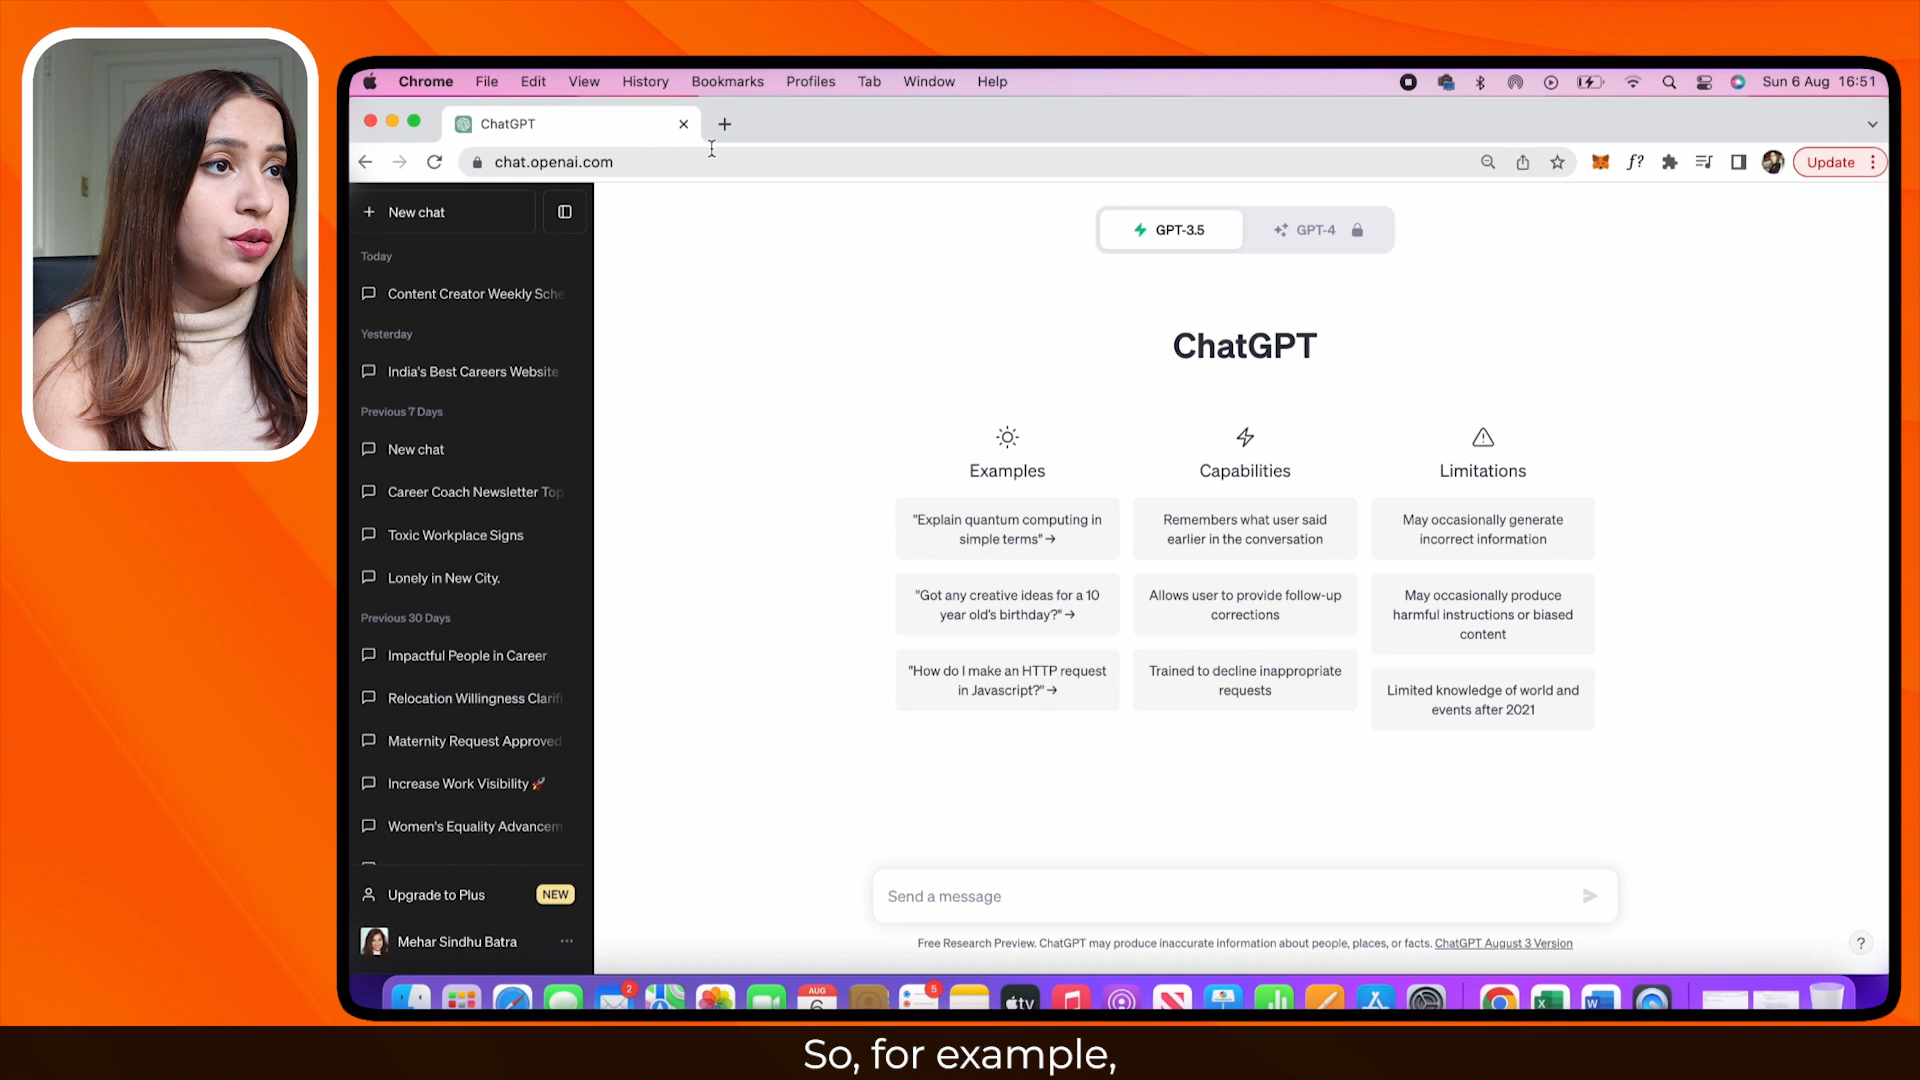 Chrome File Edit View History Bookmarks Profiles Tab Window Help Sun 6 Aug 16:51
ChatGPT
chat.openai.com
f?
Update
New chat
Today
Content Creator Weekly Sche
Yesterday
India's Best Careers Website
Previous 7 Days
New chat
Career Coach Newsletter Top
Toxic Workplace Signs
Lonely in New City.
Previous 30 Days
Impactful People in Career
Relocation Willingness Clarifi
Maternity Request Approved
Increase Work Visibility 🚀
Women's Equality Advancem
Upgrade to Plus NEW
Mehar Sindhu Batra
GPT-3.5 GPT-4
ChatGPT
Examples
"Explain quantum computing in
simple terms" →
"Got any creative ideas for a 10
year old's birthday?" →
"How do I make an HTTP request
in Javascript?" →
Capabilities
Remembers what user said
earlier in the conversation
Allows user to provide follow-up
corrections
Trained to decline inappropriate
requests
Limitations
May occasionally generate
incorrect information
May occasionally produce
harmful instructions or biased
content
Limited knowledge of world and
events after 2021
Send a message
Free Research Preview. ChatGPT may produce inaccurate information about people, places, or facts. ChatGPT August 3 Version
?
2
AUG
6
5
tv
X
W
So, for example,